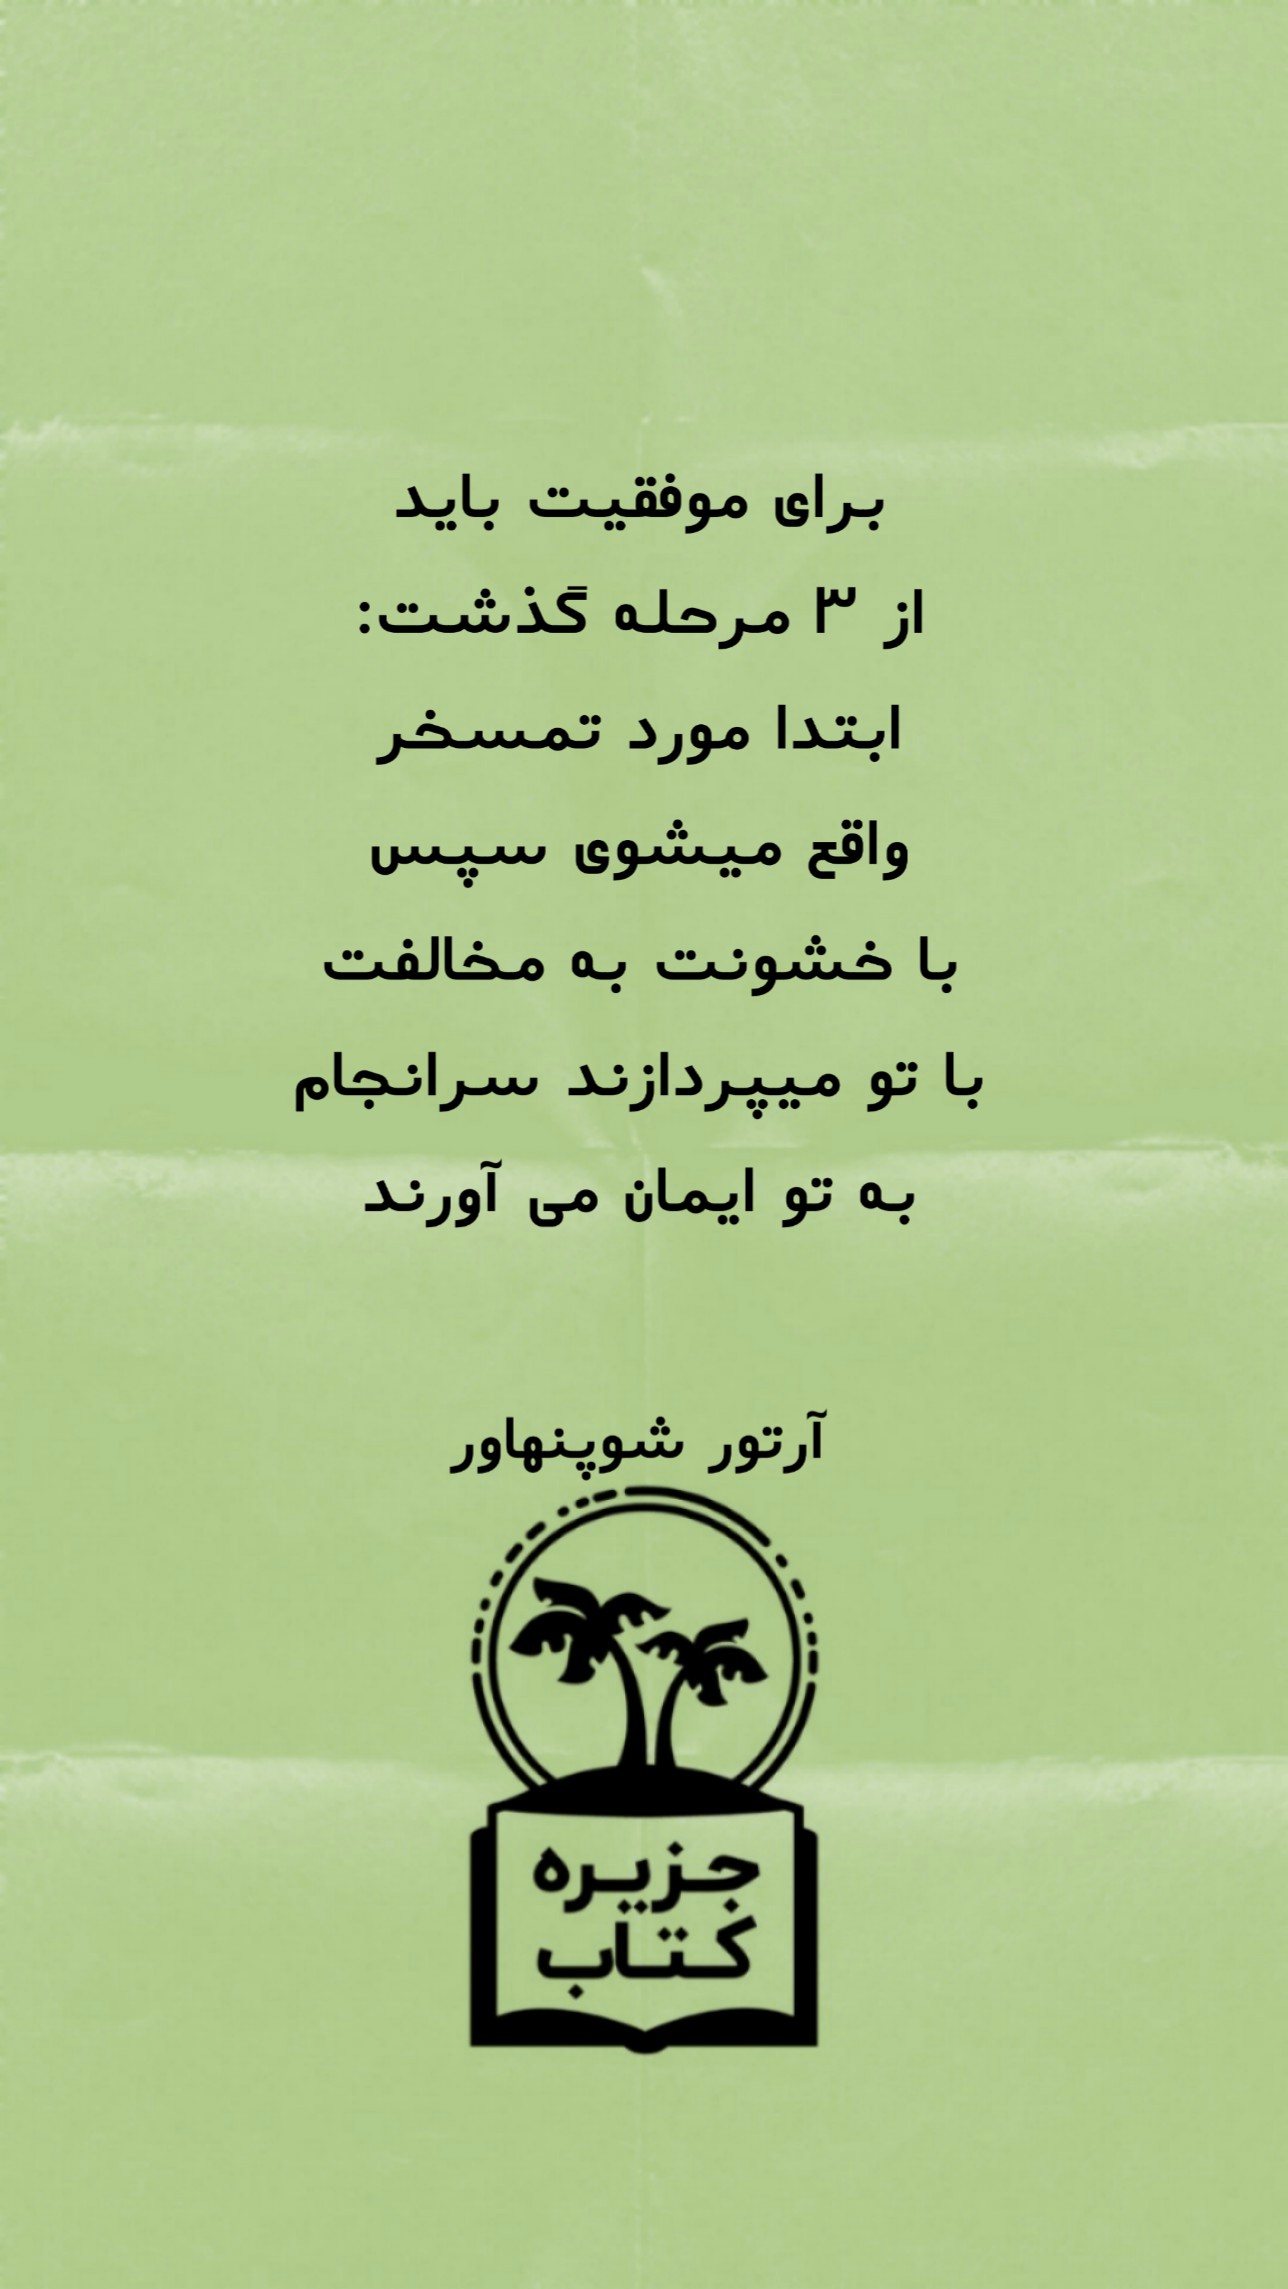 برای موفقیت باید
از ۳ مرحله گذشت:
ابتدا مورد تمسخر
واقع میشوی سپس
با خشونت به مخالفت
با تو میپردازند سرانجام
به تو ایمان می آورند
آرتور شوپنهاور
جزیره
کتاب